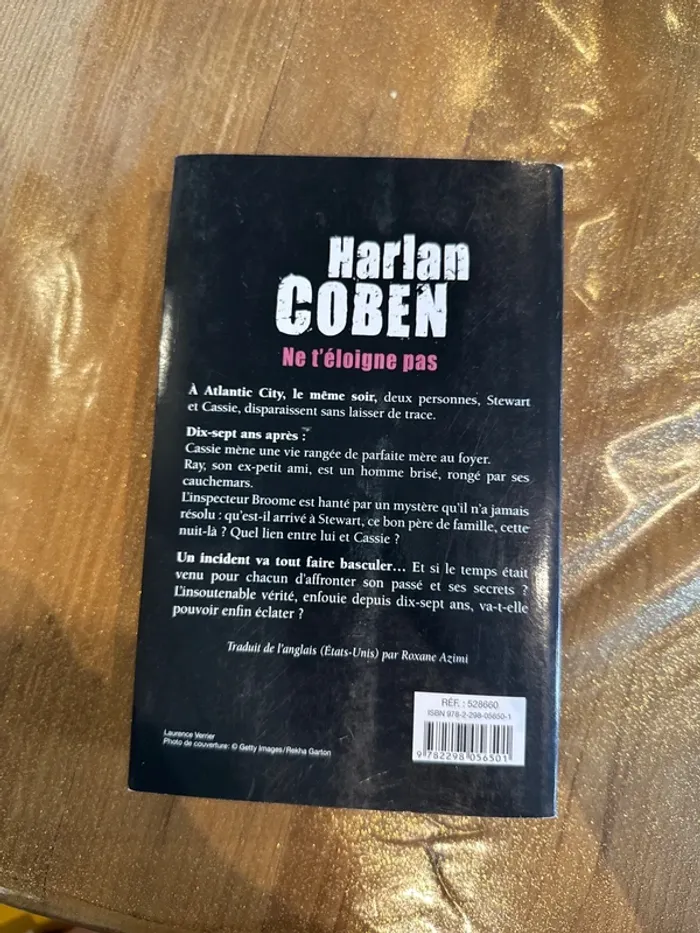 Harlan
COBEN
Ne t'éloigne pas
À Atlantic City, le même soir, deux personnes, Stewart
et Cassie, disparaissent sans laisser de trace.
Dix-sept ans après :
Cassie mène une vie rangée de parfaite mère au foyer.
Ray, son ex-petit ami, est un homme brisé, rongé par ses
cauchemars.
L'inspecteur Broome est hanté par un mystère qu'il n'a jamais
résolu : qu'est-il arrivé à Stewart, ce bon père de famille, cette
nuit-là ? Quel lien entre lui et Cassie ?
Un incident va tout faire basculer... Et si le temps était
venu pour chacun d'affronter son passé et ses secrets ?
L'insoutenable vérité, enfouie depuis dix-sept ans, va-t-elle
pouvoir enfin éclater ?
Traduit de l'anglais (États-Unis) par Roxane Azimi
RÉF. : 528660
ISBN 978-2-298-05650-1
9 782298 056501
Laurence Verrier
Photo de couverture : © Getty Images/Rekha Garton